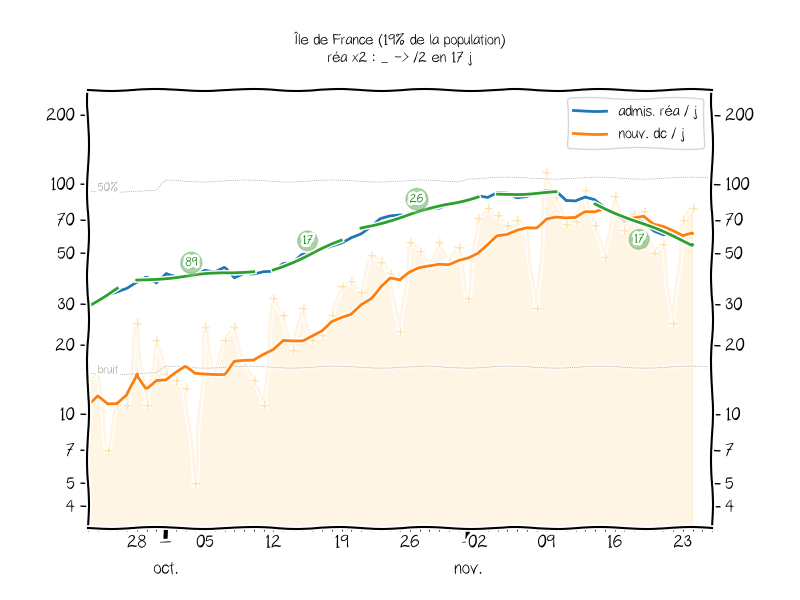 Île de France (19% de la population)
réa x2 : _ -> /2 en 17 j
admis. réa / j
nouv. dc / j
200 200
100 100
70 70
50 50
30 30
20 20
10 10
7 7
5 5
4 4
50%
bruit
89
17
26
17
28 05 12 19 26 02 09 16 23
oct. nov.